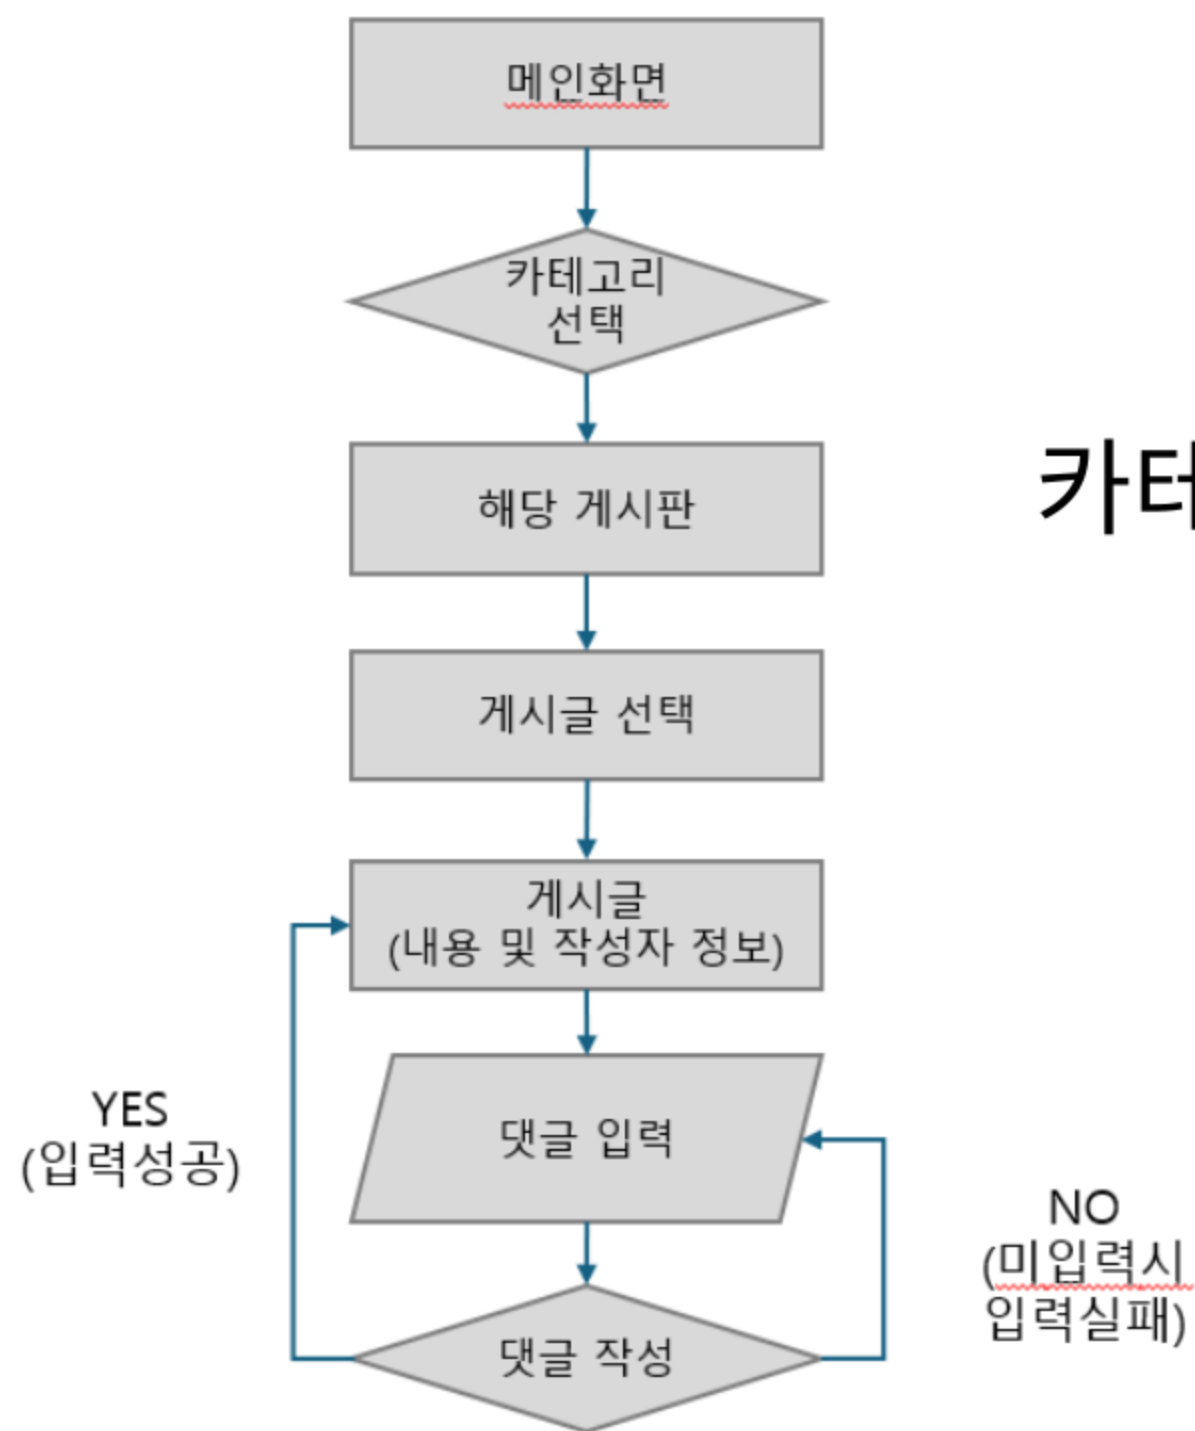 메인화면
카테고리
선택
해당 게시판
카테
게시글 선택
게시글
(내용 및 작성자 정보)
YES
(입력성공)
댓글 입력
NO
(미입력시
입력실패)
댓글 작성